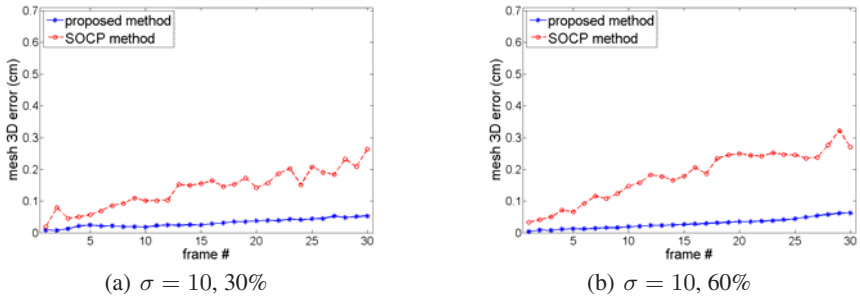 0.7
0.6
0.5
0.4
0.3
0.2
0.1
0
mesh 3D error (cm)
proposed method
SOCP method
5 10 15 20 25 30
frame #
(a) σ = 10, 30%
0.7
0.6
0.5
0.4
0.3
0.2
0.1
0
mesh 3D error (cm)
proposed method
SOCP method
5 10 15 20 25 30
frame #
(b) σ = 10, 60%